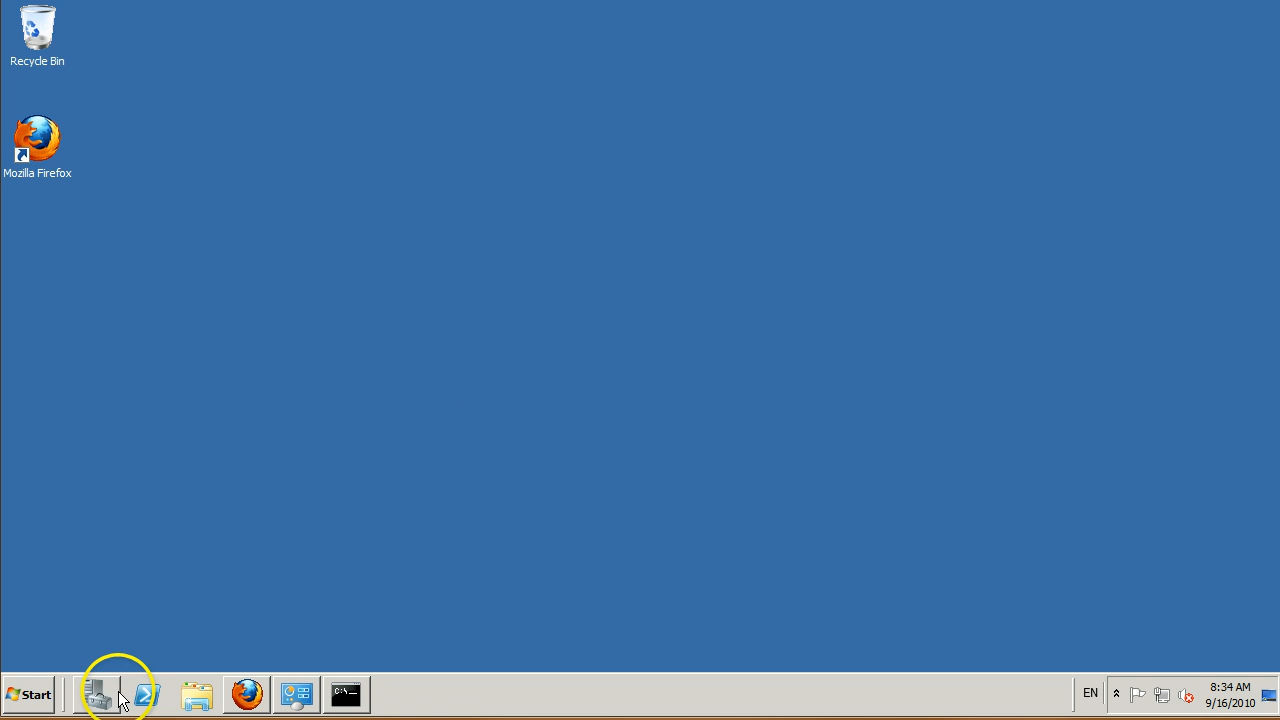 Recycle Bin
Mozilla Firefox
Start
C:\
EN
8:34 AM
9/16/2010